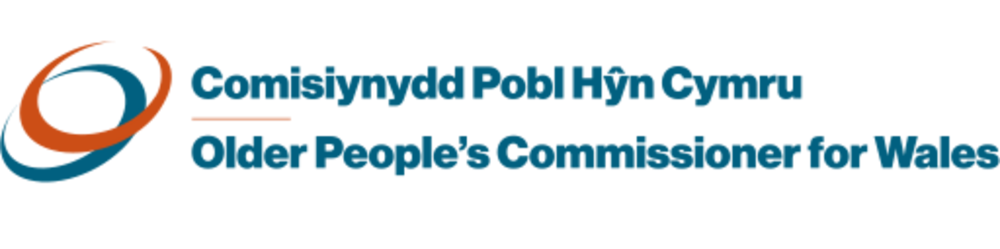 Comisiynydd Pobl Hŷn Cymru
Older People’s Commissioner for Wales